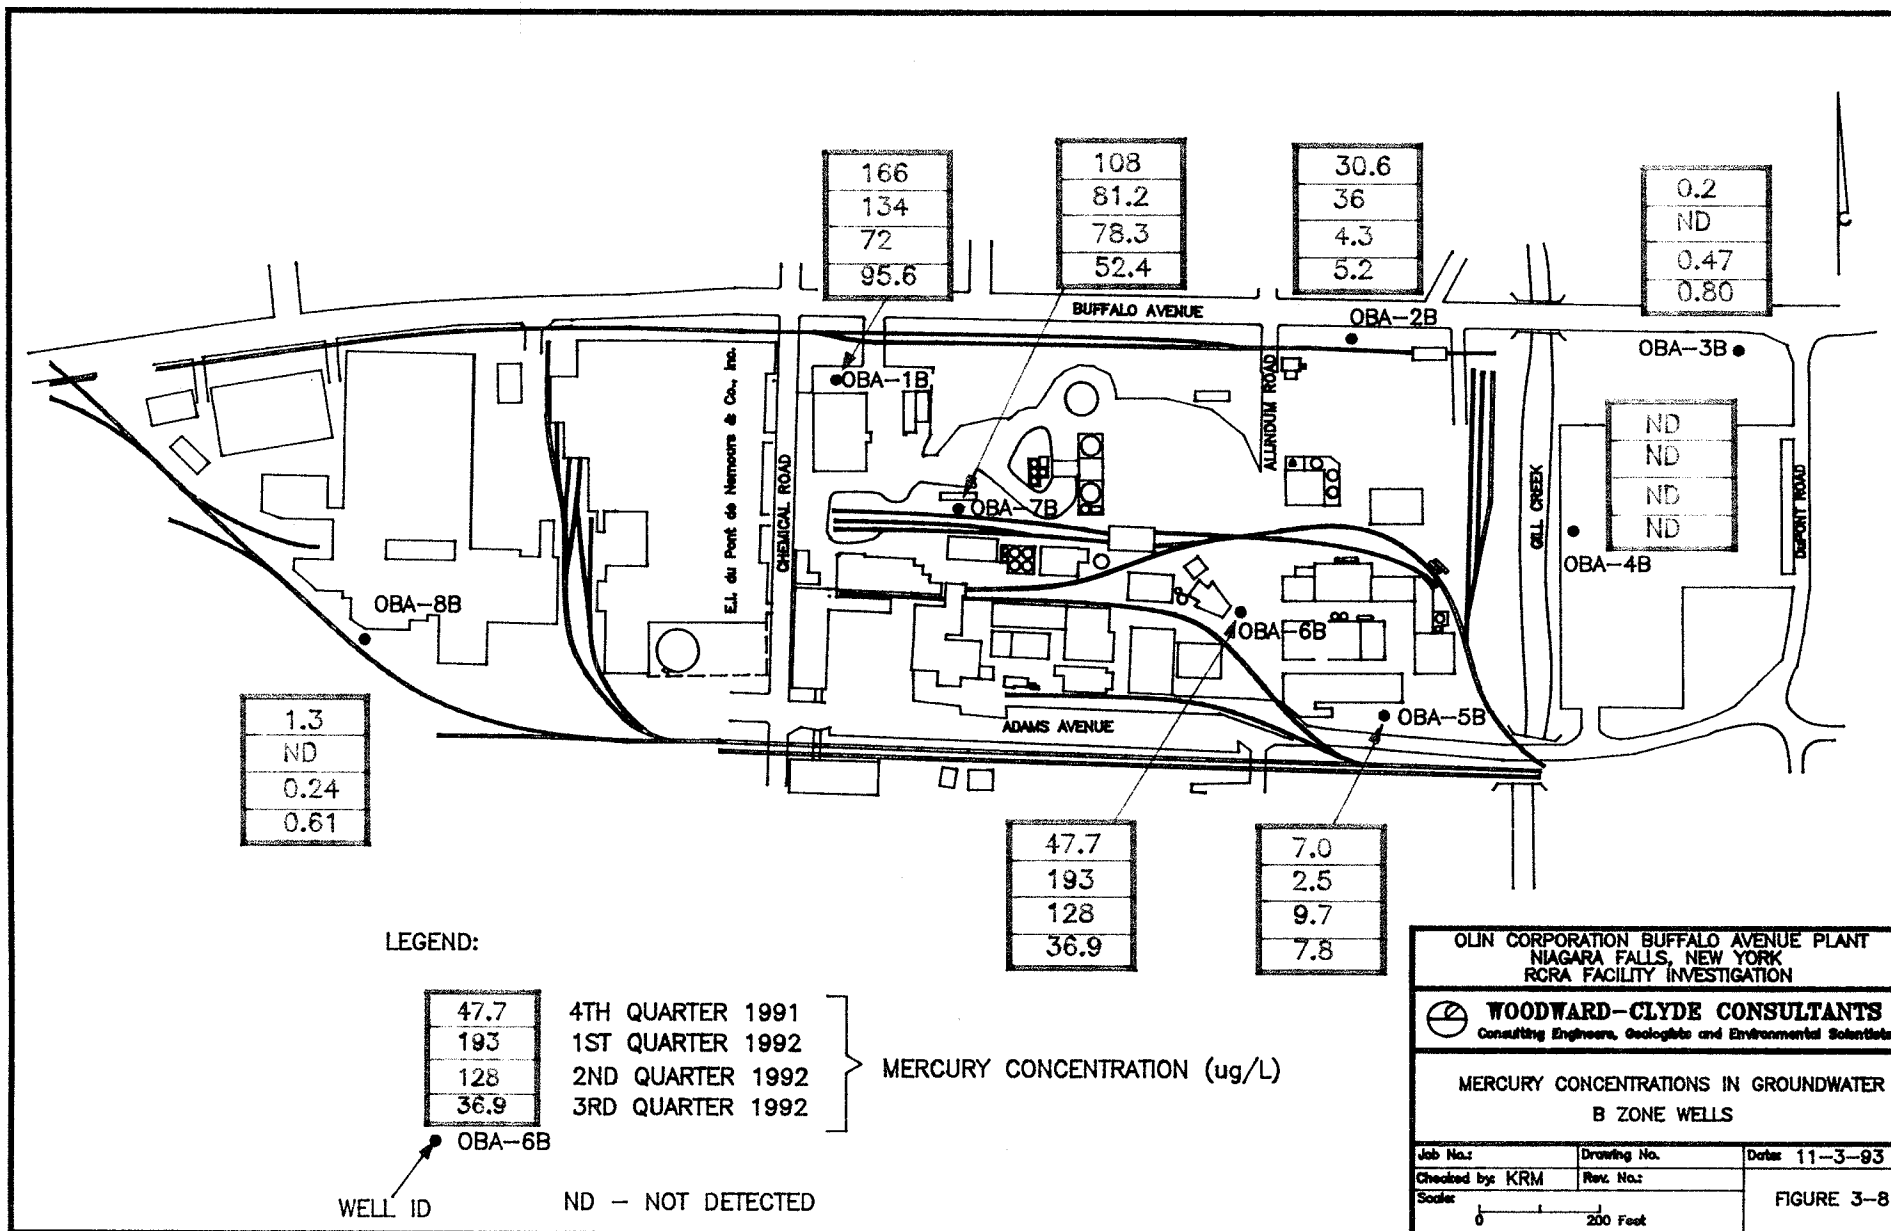 166
134
72
95.6
108
81.2
78.3
52.4
30.6
36
4.3
5.2
0.2
ND
0.47
0.80
BUFFALO AVENUE
OBA-2B
OBA-3B
OBA-1B
E.I. du Pont de Nemours & Co., Inc.
CHEMICAL ROAD
ALLUNDUM ROAD
GILL CREEK
DuPONT ROAD
ND
ND
ND
ND
OBA-7B
OBA-4B
OBA-8B
OBA-6B
OBA-5B
ADAMS AVENUE
1.3
ND
0.24
0.61
47.7
193
128
36.9
7.0
2.5
9.7
7.8
LEGEND:
47.7 4TH QUARTER 1991
193 1ST QUARTER 1992
128 2ND QUARTER 1992
36.9 3RD QUARTER 1992
MERCURY CONCENTRATION (ug/L)
OBA-6B
WELL ID
ND - NOT DETECTED
OLIN CORPORATION BUFFALO AVENUE PLANT
NIAGARA FALLS, NEW YORK
RCRA FACILITY INVESTIGATION
WOODWARD-CLYDE CONSULTANTS
Consulting Engineers, Geologists and Environmental Scientists
MERCURY CONCENTRATIONS IN GROUNDWATER
B ZONE WELLS
Job No.: Drawing No. Date: 11-3-93
Checked by: KRM Rev. No.:
Scale: 0 200 Feet
FIGURE 3-8